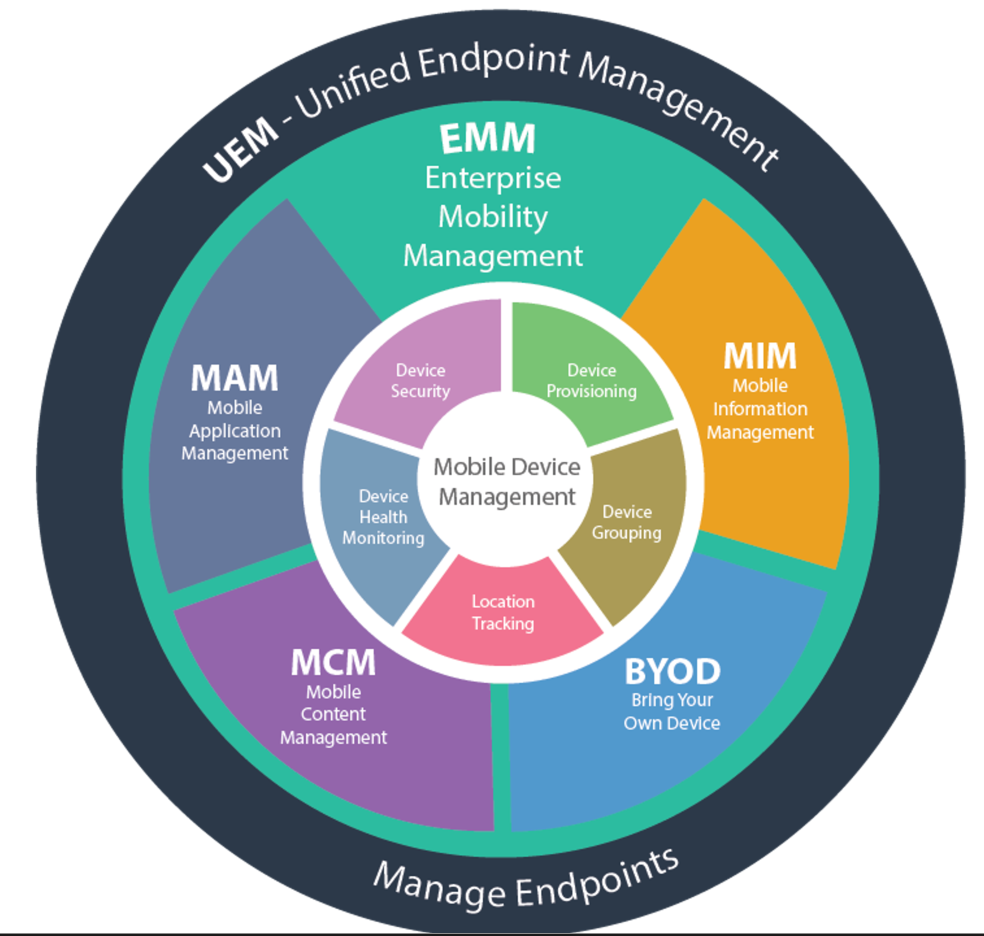 UEM - Unified Endpoint Management
EMM
Enterprise
Mobility
Management
MAM
Mobile
Application
Management
MIM
Mobile
Information
Management
Device
Security
Device
Provisioning
Mobile Device
Management
Device
Health
Monitoring
Device
Grouping
Location
Tracking
MCM
Mobile
Content
Management
BYOD
Bring Your
Own Device
Manage Endpoints